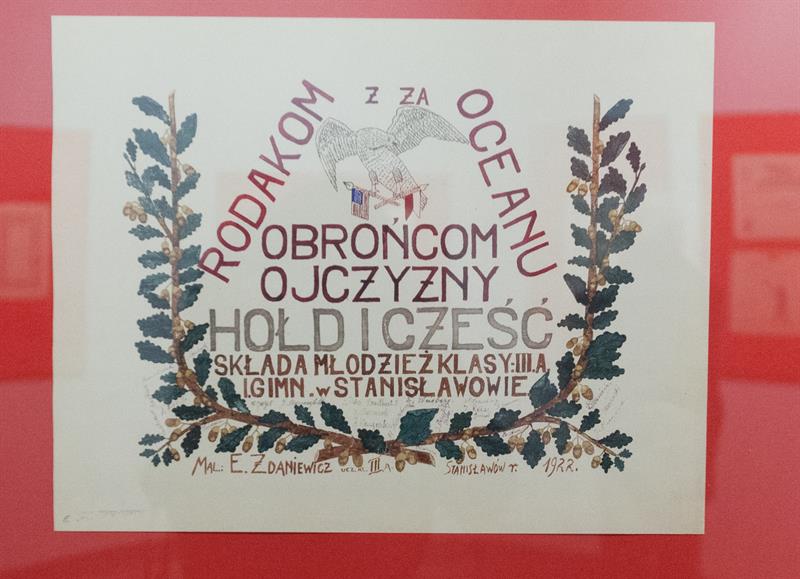 RODAKOM Z ZA OCEANU
OBROŃCOM
OJCZYZNY
HOŁD I CZEŚĆ
SKŁADA MŁODZIEŻ KLASY: III.A
I.GIMN. w STANISŁAWOWIE
MAL: E. ZDANIEWICZ UCZ. KL. III A. STANISŁAWÓW r. 1922.